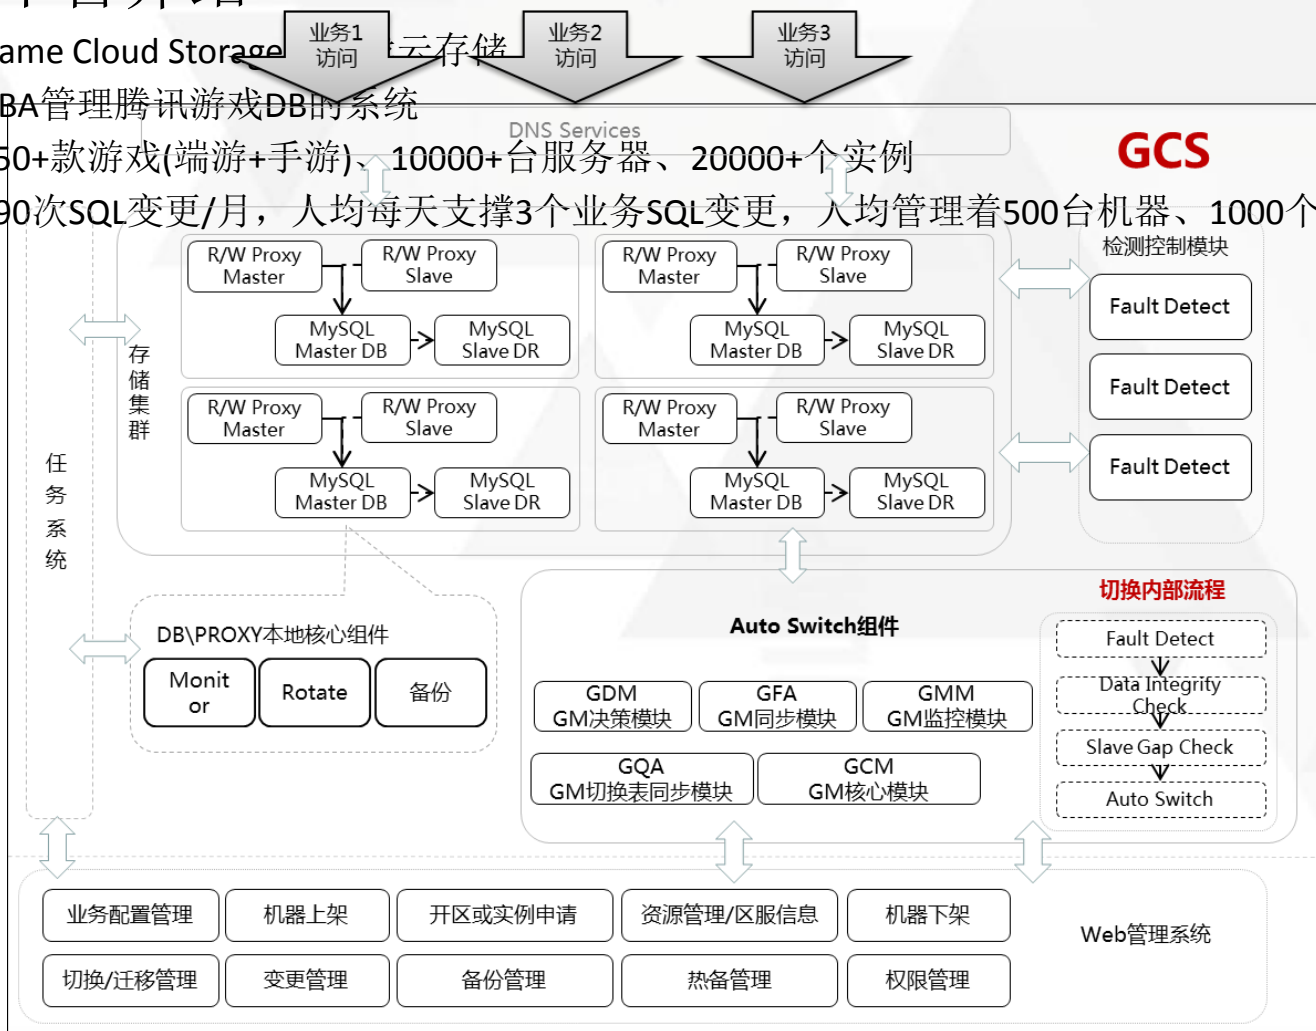 业务1
访问
业务2
访问
业务3
访问
ame Cloud Storage 云存储
BA管理腾讯游戏DB的系统
DNS Services
50+款游戏(端游+手游)、10000+台服务器、20000+个实例
GCS
90次SQL变更/月，人均每天支撑3个业务SQL变更，人均管理着500台机器、1000个
R/W Proxy
Master
R/W Proxy
Slave
MySQL
Master DB
MySQL
Slave DR
R/W Proxy
Master
R/W Proxy
Slave
MySQL
Master DB
MySQL
Slave DR
R/W Proxy
Master
R/W Proxy
Slave
MySQL
Master DB
MySQL
Slave DR
R/W Proxy
Master
R/W Proxy
Slave
MySQL
Master DB
MySQL
Slave DR
存储集群
任务系统
检测控制模块
Fault Detect
Fault Detect
Fault Detect
DB\PROXY本地核心组件
Monit
or
Rotate
备份
Auto Switch组件
GDM
GM决策模块
GFA
GM同步模块
GMM
GM监控模块
GQA
GM切换表同步模块
GCM
GM核心模块
切换内部流程
Fault Detect
Data Integrity
Check
Slave Gap Check
Auto Switch
业务配置管理
机器上架
开区或实例申请
资源管理/区服信息
机器下架
切换/迁移管理
变更管理
备份管理
热备管理
权限管理
Web管理系统